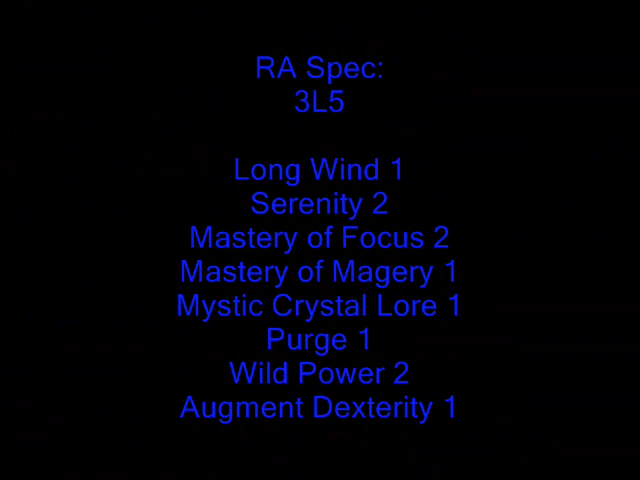 RA Spec:
3L5
Long Wind 1
Serenity 2
Mastery of Focus 2
Mastery of Magery 1
Mystic Crystal Lore 1
Purge 1
Wild Power 2
Augment Dexterity 1